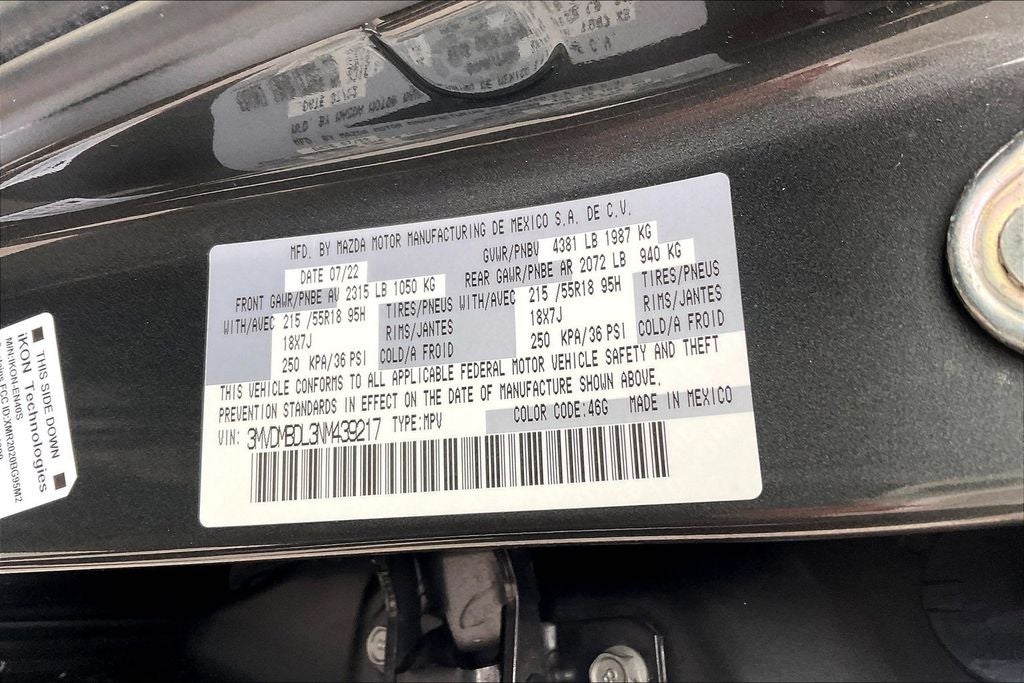 MFD. BY MAZDA MOTOR MANUFACTURING DE MEXICO S.A. DE C.V.
DATE 07/22 GVWR/PNBV 4381 LB 1987 KG
FRONT GAWR/PNBE AV 2315 LB 1050 KG REAR GAWR/PNBE AR 2072 LB 940 KG
WITH/AVEC 215 /55R18 95H TIRES/PNEUS WITH/AVEC 215 /55R18 95H TIRES/PNEUS
18X7J RIMS/JANTES 18X7J RIMS/JANTES
250 KPA/36 PSI COLD/A FROID 250 KPA/36 PSI COLD/A FROID
THIS VEHICLE CONFORMS TO ALL APPLICABLE FEDERAL MOTOR VEHICLE SAFETY AND THEFT
PREVENTION STANDARDS IN EFFECT ON THE DATE OF MANUFACTURE SHOWN ABOVE.
COLOR CODE:46G MADE IN MEXICO
VIN: 3MVDMBDL3NM439217 TYPE:MPV
THIS SIDE DOWN
iKON Technologies
M/N:IKON-EN40S
FCC ID:XMR2020BG95M2